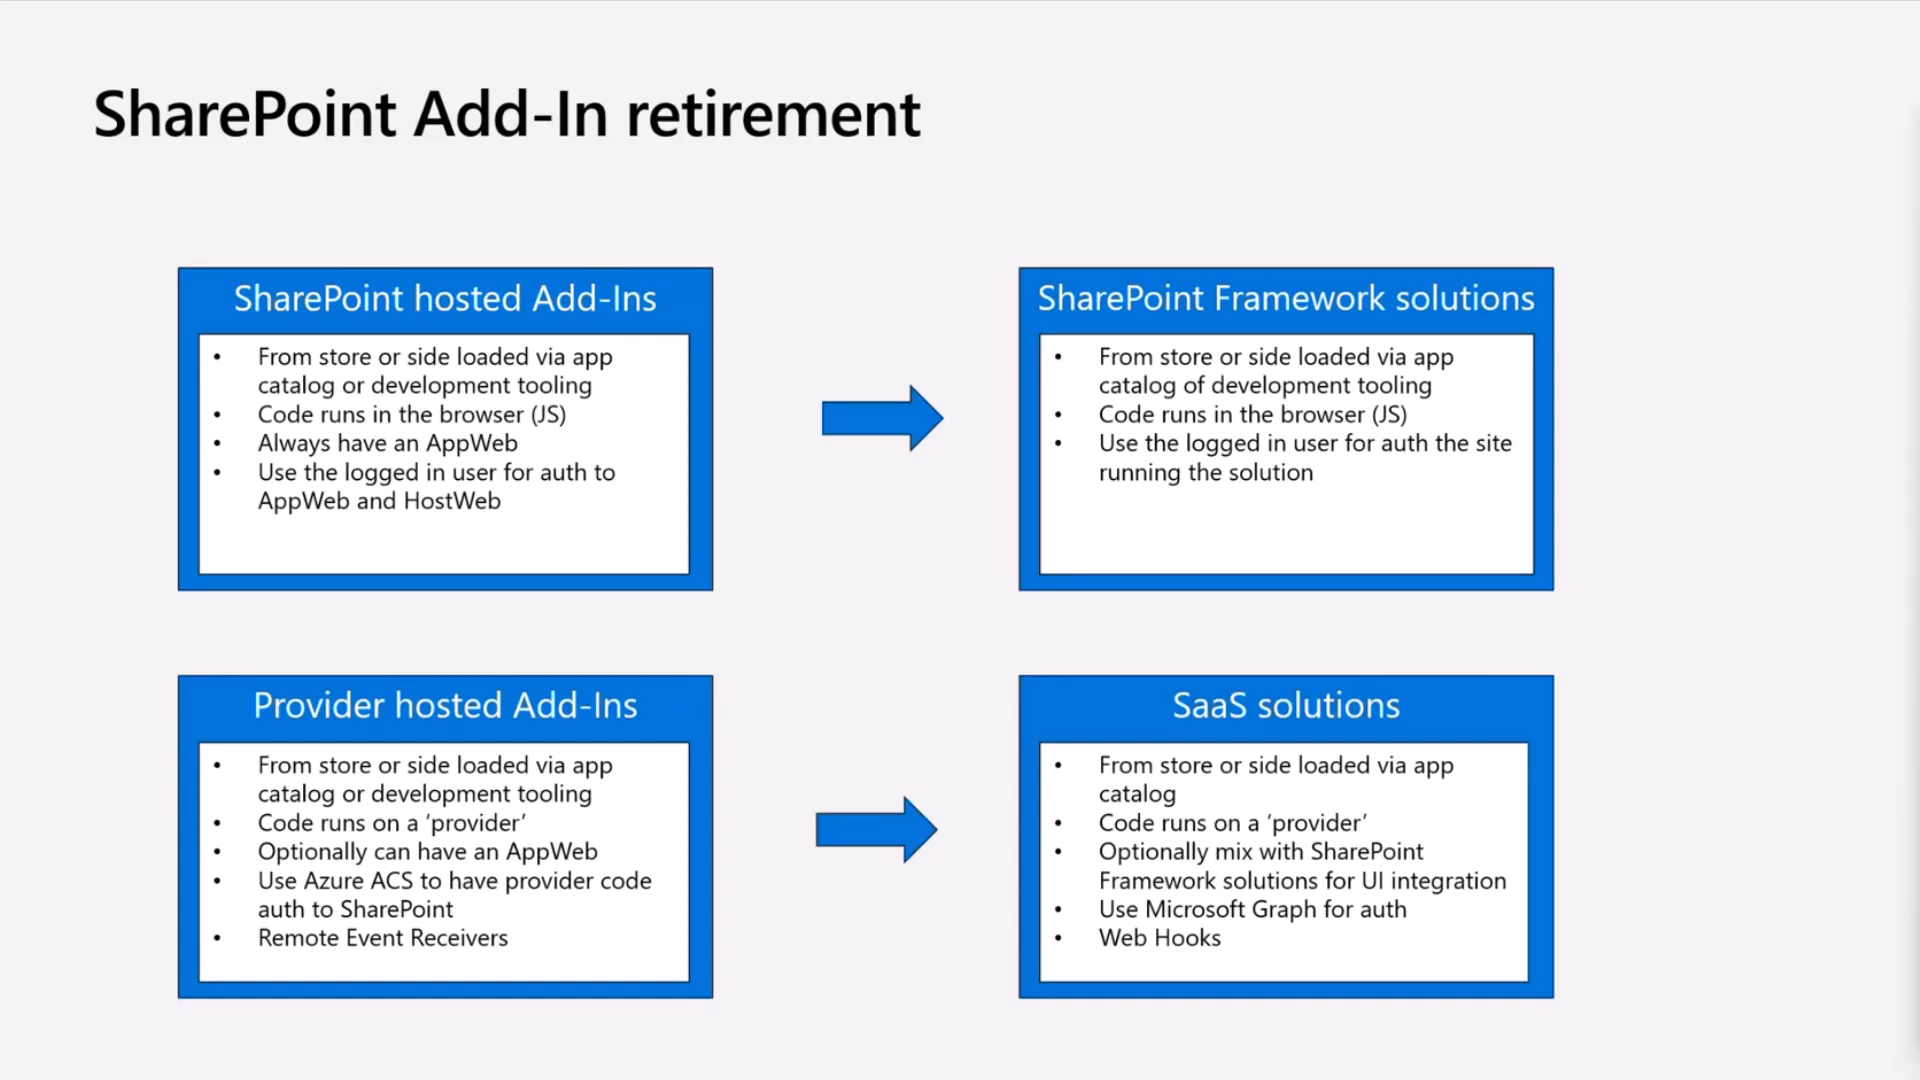 SharePoint Add-In retirement
SharePoint hosted Add-Ins
• From store or side loaded via app
catalog or development tooling
• Code runs in the browser (JS)
• Always have an AppWeb
• Use the logged in user for auth to
AppWeb and HostWeb
SharePoint Framework solutions
• From store or side loaded via app
catalog of development tooling
• Code runs in the browser (JS)
• Use the logged in user for auth the site
running the solution
Provider hosted Add-Ins
• From store or side loaded via app
catalog or development tooling
• Code runs on a ‘provider’
• Optionally can have an AppWeb
• Use Azure ACS to have provider code
auth to SharePoint
• Remote Event Receivers
SaaS solutions
• From store or side loaded via app
catalog
• Code runs on a ‘provider’
• Optionally mix with SharePoint
Framework solutions for UI integration
• Use Microsoft Graph for auth
• Web Hooks